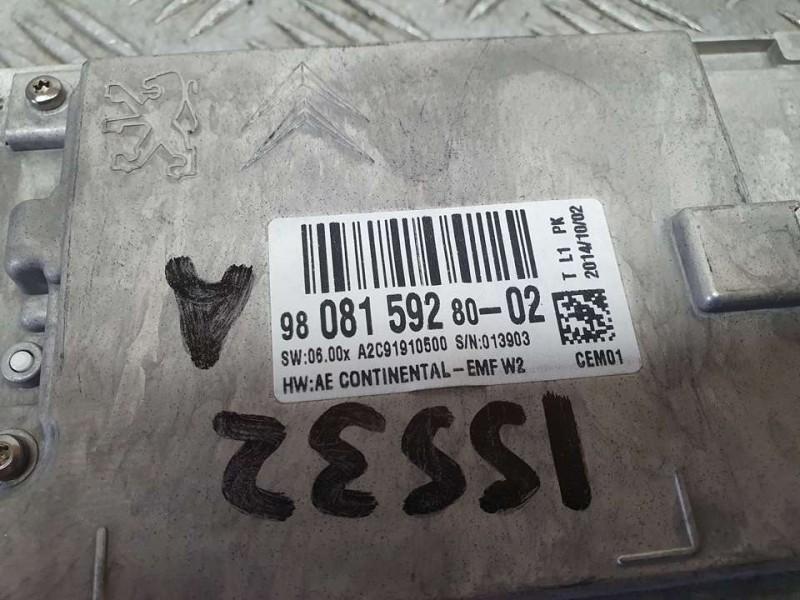 98 081 592 80-02
SW:06.00x A2C91910500 S/N:013903
HW:AE CONTINENTAL-EMF W2
T L1 PK
2014/10/02
CEM01
A
15532